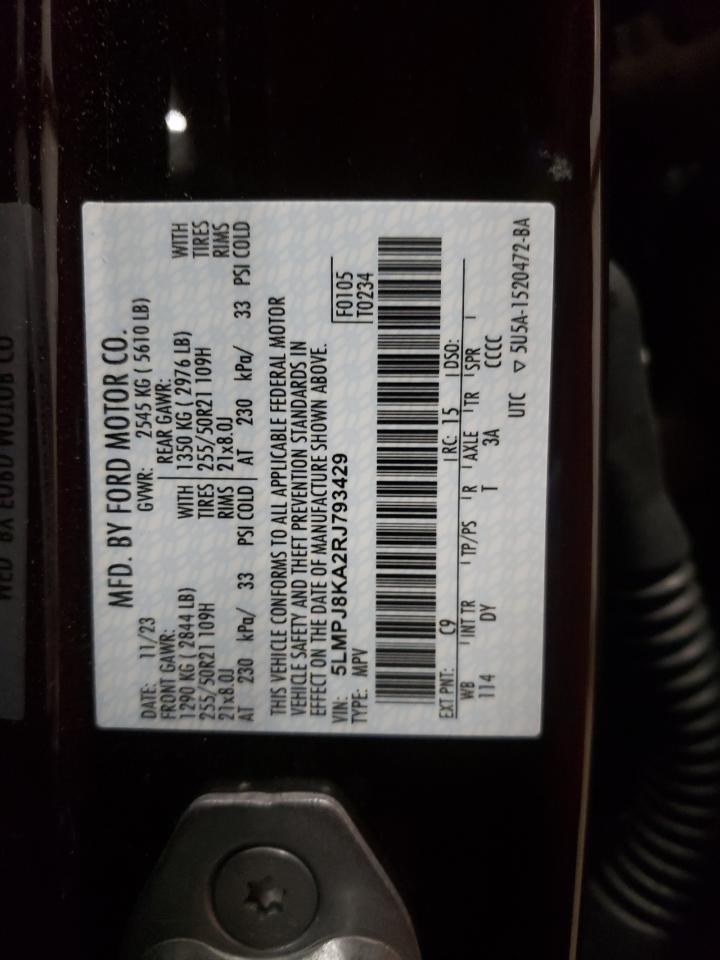 MFD. BY FORD MOTOR CO.
DATE: 11/23 GVWR: 2545 KG ( 5610 LB)
FRONT GAWR: REAR GAWR:
1290 KG ( 2844 LB) WITH 1350 KG ( 2976 LB) WITH
255/50R21 109H TIRES 255/50R21 109H TIRES
21x8.0J RIMS 21x8.0J RIMS
AT 230 kPa/ 33 PSI COLD AT 230 kPa/ 33 PSI COLD
THIS VEHICLE CONFORMS TO ALL APPLICABLE FEDERAL MOTOR
VEHICLE SAFETY AND THEFT PREVENTION STANDARDS IN
EFFECT ON THE DATE OF MANUFACTURE SHOWN ABOVE.
VIN: 5LMPJ8KA2RJ793429 F0105
TYPE: MPV T0234
EXT PNT: C9 RC: 15 DSO:
WB INT TR TP/PS R AXLE TR SPR
114 DY T 3A CCCC
UTC ▽ 5U5A-1520472-BA